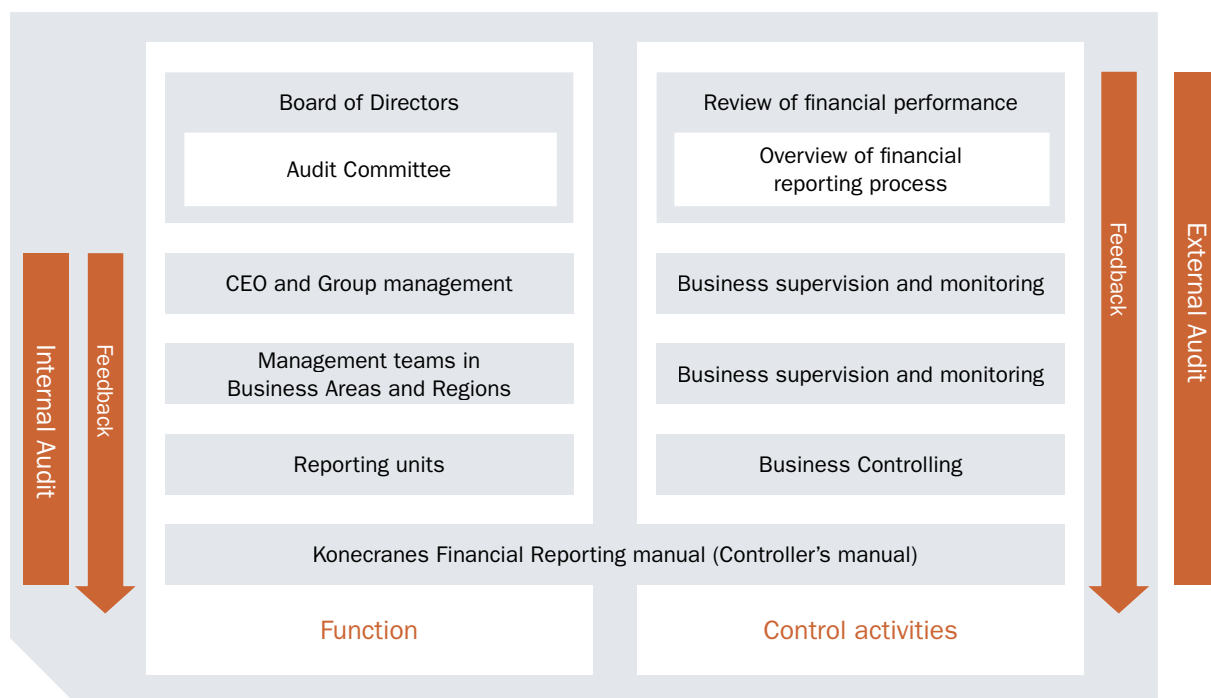 Board of Directors
Audit Committee
Review of financial performance
Overview of financial
reporting process
CEO and Group management
Business supervision and monitoring
Management teams in
Business Areas and Regions
Business supervision and monitoring
Reporting units
Business Controlling
Konecranes Financial Reporting manual (Controller’s manual)
Function
Control activities
Internal Audit
Feedback
Feedback
External Audit